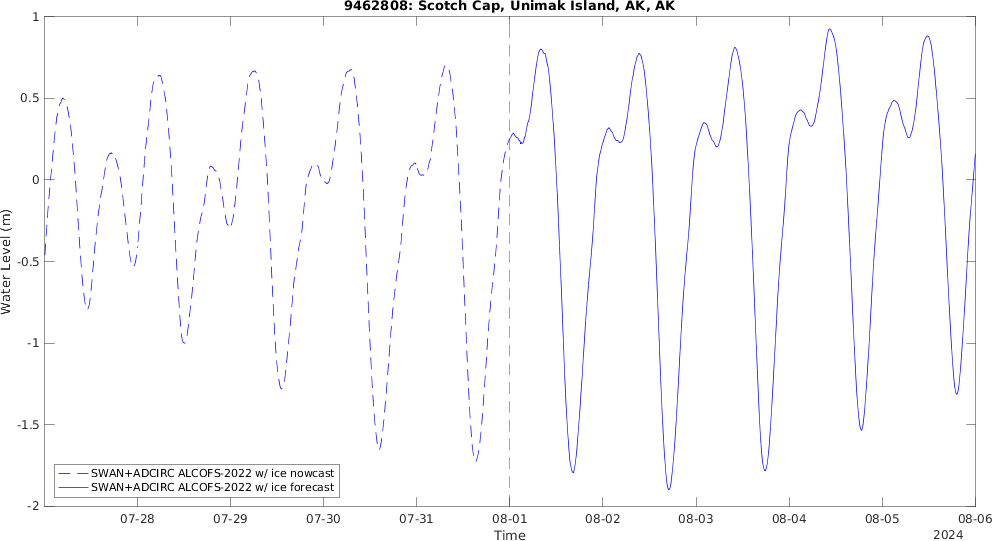 9462808: Scotch Cap, Unimak Island, AK, AK
1
0.5
0
-0.5
-1
-1.5
-2
Water Level (m)
SWAN+ADCIRC ALCOFS-2022 w/ ice nowcast
SWAN+ADCIRC ALCOFS-2022 w/ ice forecast
07-28 07-29 07-30 07-31 08-01 08-02 08-03 08-04 08-05 08-06
Time
2024